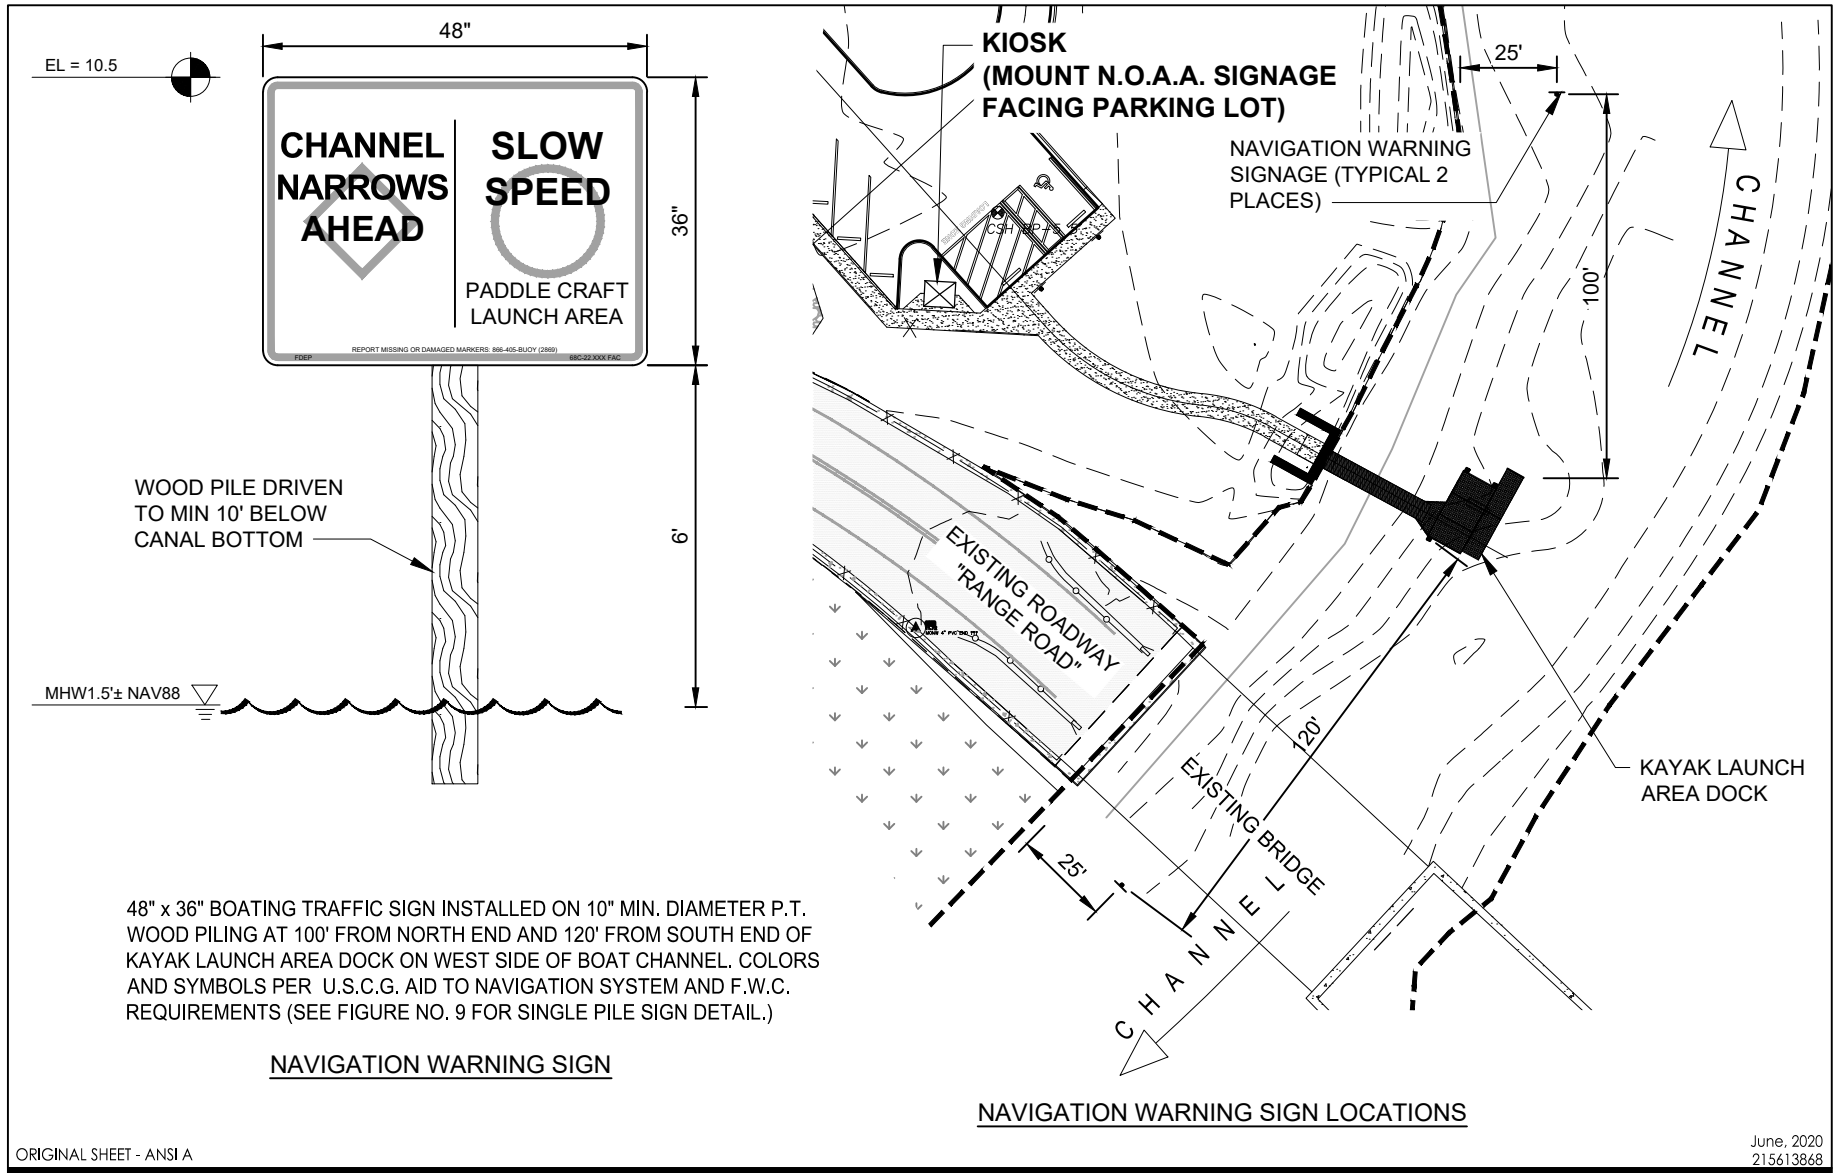 48"
EL = 10.5
CHANNEL
NARROWS
AHEAD
SLOW
SPEED
PADDLE CRAFT
LAUNCH AREA
REPORT MISSING OR DAMAGED MARKERS: 866-405-BUOY (2869)
FDEP
68C-22.XXX FAC
36"
6'
WOOD PILE DRIVEN
TO MIN 10' BELOW
CANAL BOTTOM
MHW1.5'± NAV88
48" x 36" BOATING TRAFFIC SIGN INSTALLED ON 10" MIN. DIAMETER P.T.
WOOD PILING AT 100' FROM NORTH END AND 120' FROM SOUTH END OF
KAYAK LAUNCH AREA DOCK ON WEST SIDE OF BOAT CHANNEL. COLORS
AND SYMBOLS PER U.S.C.G. AID TO NAVIGATION SYSTEM AND F.W.C.
REQUIREMENTS (SEE FIGURE NO. 9 FOR SINGLE PILE SIGN DETAIL.)
NAVIGATION WARNING SIGN
KIOSK
(MOUNT N.O.A.A. SIGNAGE
FACING PARKING LOT)
25'
NAVIGATION WARNING
SIGNAGE (TYPICAL 2
PLACES)
100'
CHANNEL
EXISTING ROADWAY
"RANGE ROAD"
120'
EXISTING BRIDGE
KAYAK LAUNCH
AREA DOCK
25'
CHANNEL
NAVIGATION WARNING SIGN LOCATIONS
ORIGINAL SHEET - ANSI A
June, 2020
215613868